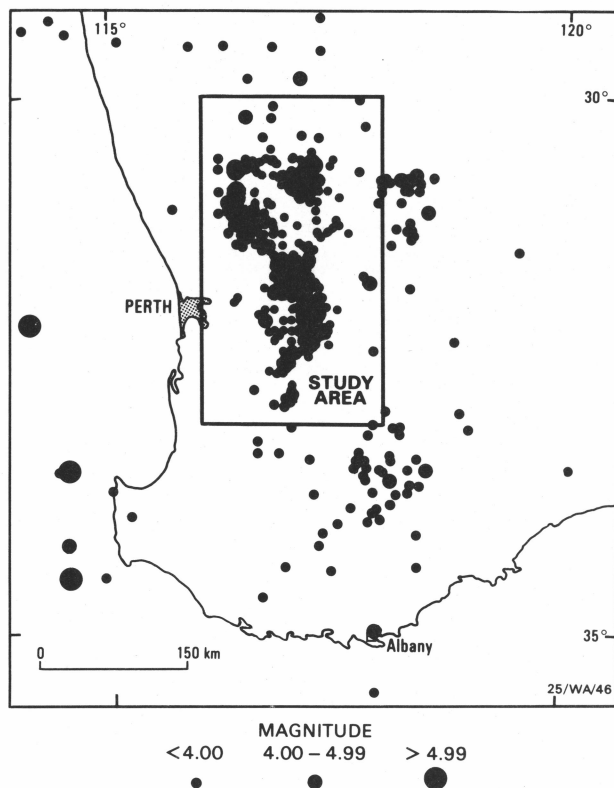 115°
120°
30°
PERTH
STUDY
AREA
35°
Albany
0
150 km
25/WA/46
MAGNITUDE
<4.00
4.00 – 4.99
> 4.99